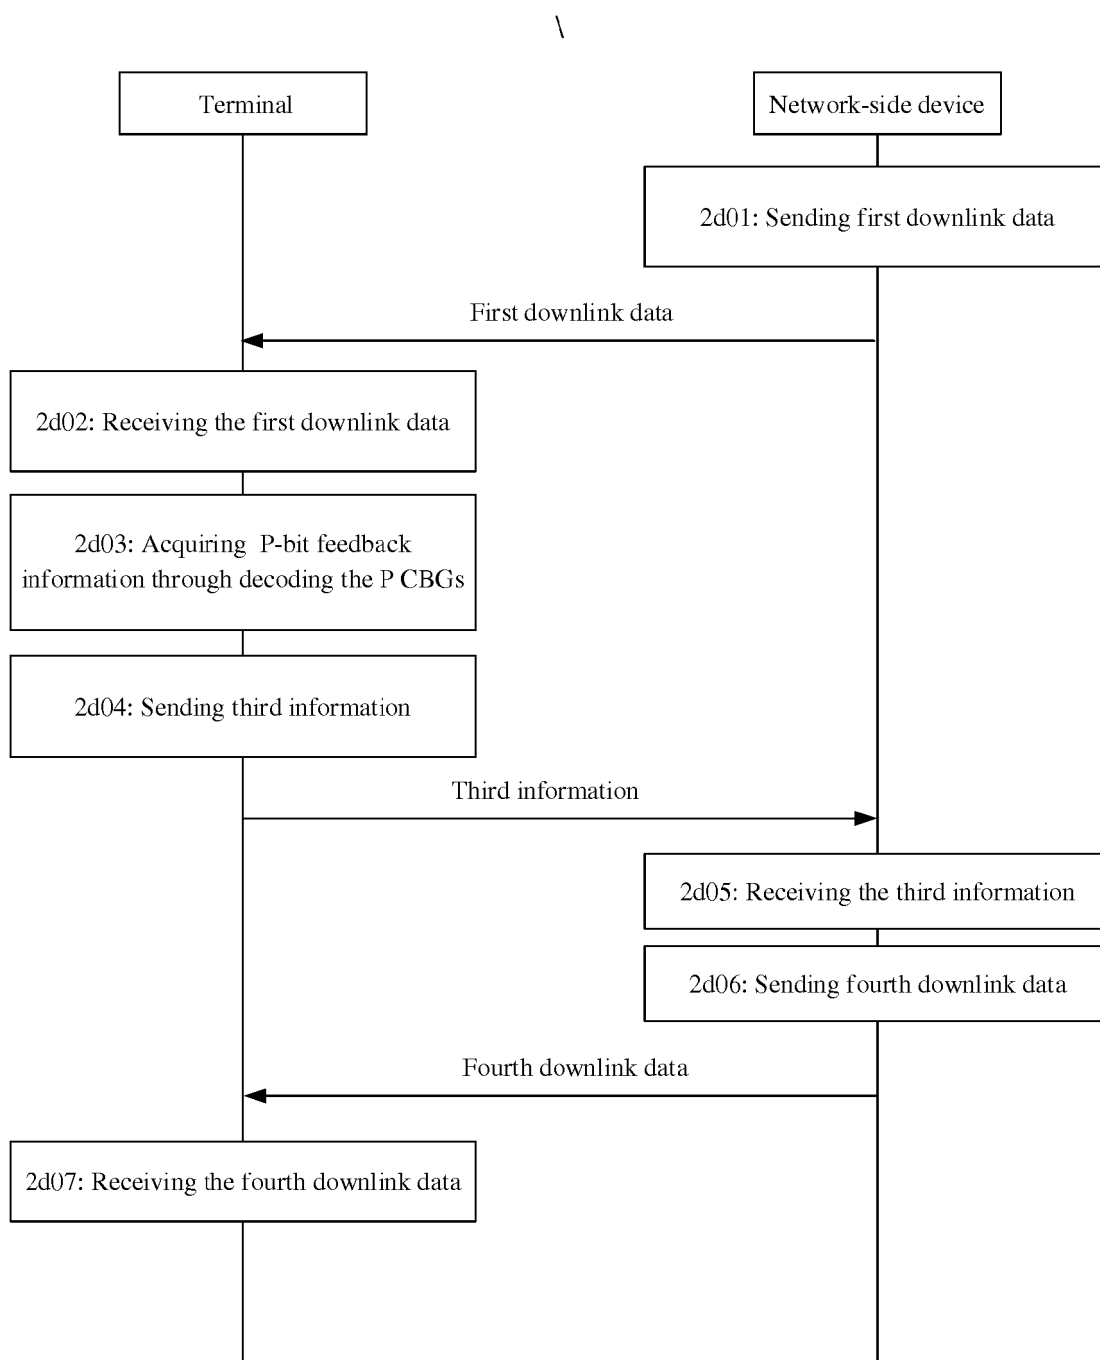 \
Terminal
Network-side device
2d01: Sending first downlink data
First downlink data
2d02: Receiving the first downlink data
2d03: Acquiring P-bit feedback
information through decoding the P CBGs
2d04: Sending third information
Third information
2d05: Receiving the third information
2d06: Sending fourth downlink data
Fourth downlink data
2d07: Receiving the fourth downlink data